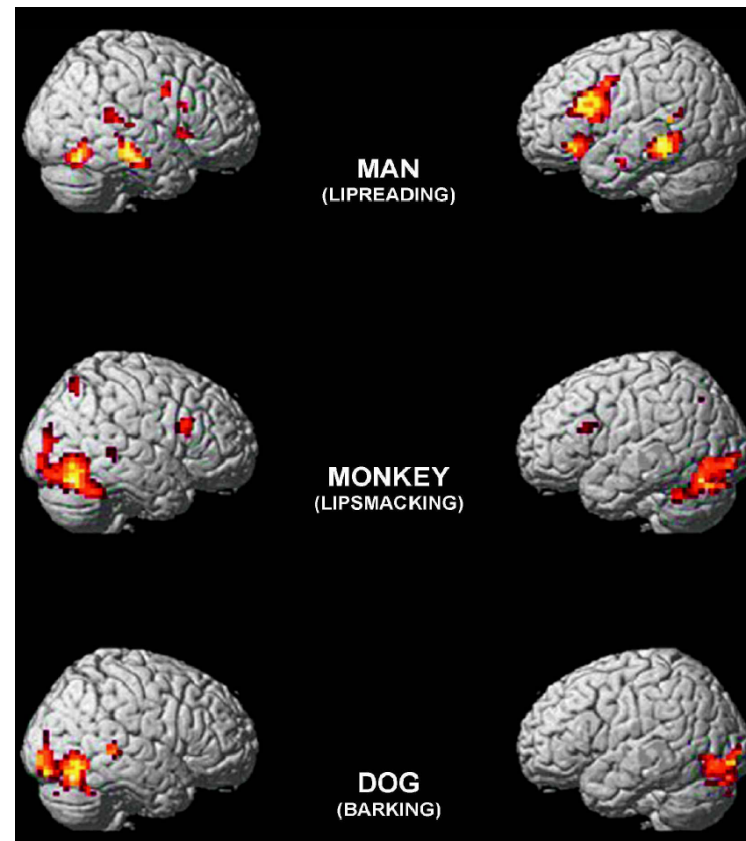 MAN
(LIPREADING)
MONKEY
(LIPSMACKING)
DOG
(BARKING)